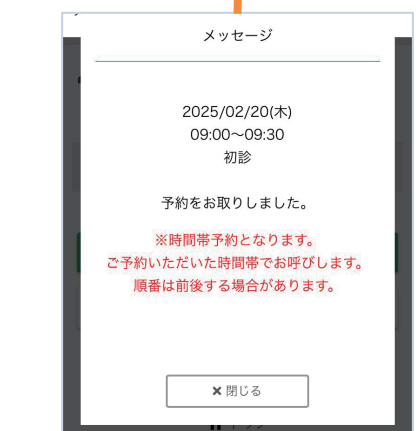 メッセージ
2025/02/20(木)
09:00〜09:30
初診
予約をお取りしました。
※時間帯予約となります。
ご予約いただいた時間帯でお呼びします。
順番は前後する場合があります。
✖ 閉じる